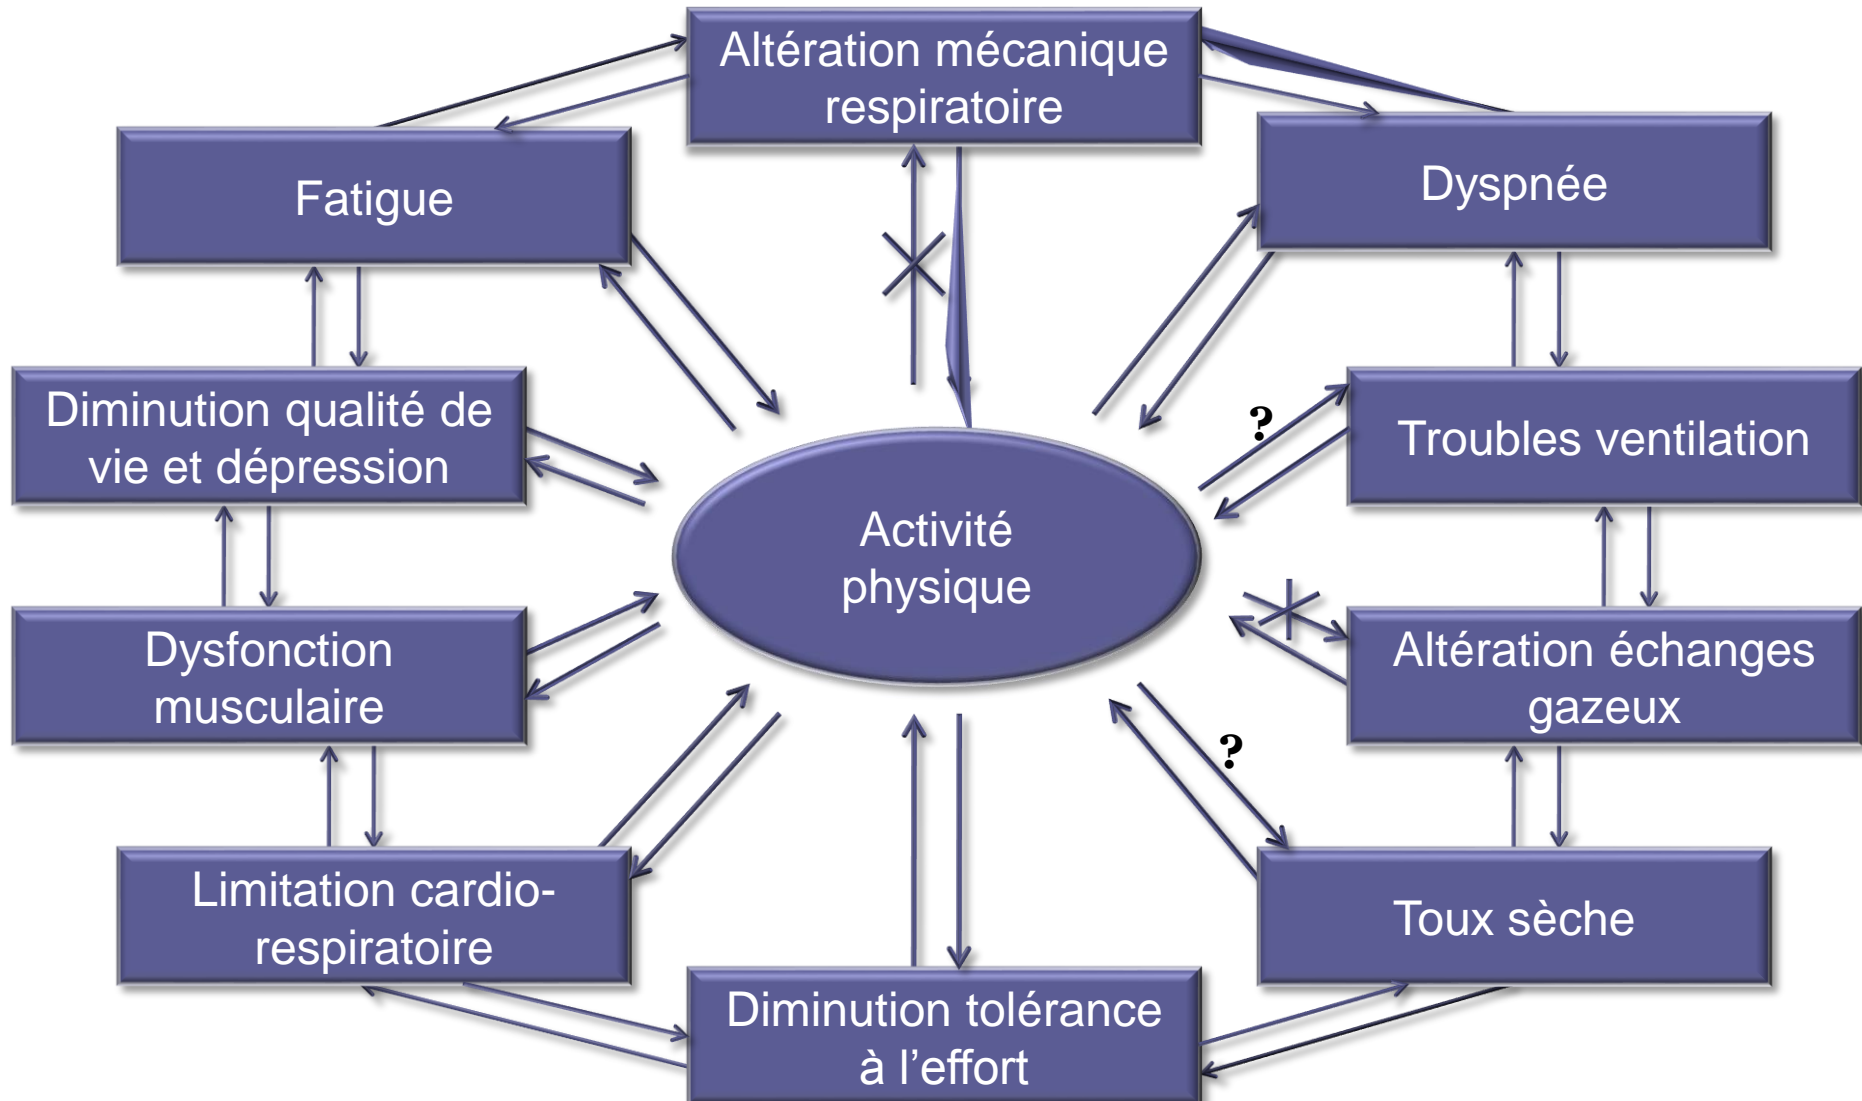 Altération mécanique
respiratoire
Fatigue
Dyspnée
Diminution qualité de
vie et dépression
?
Troubles ventilation
Activité
physique
Dysfonction
musculaire
Altération échanges
gazeux
?
Limitation cardio-
respiratoire
Toux sèche
Diminution tolérance
à l’effort